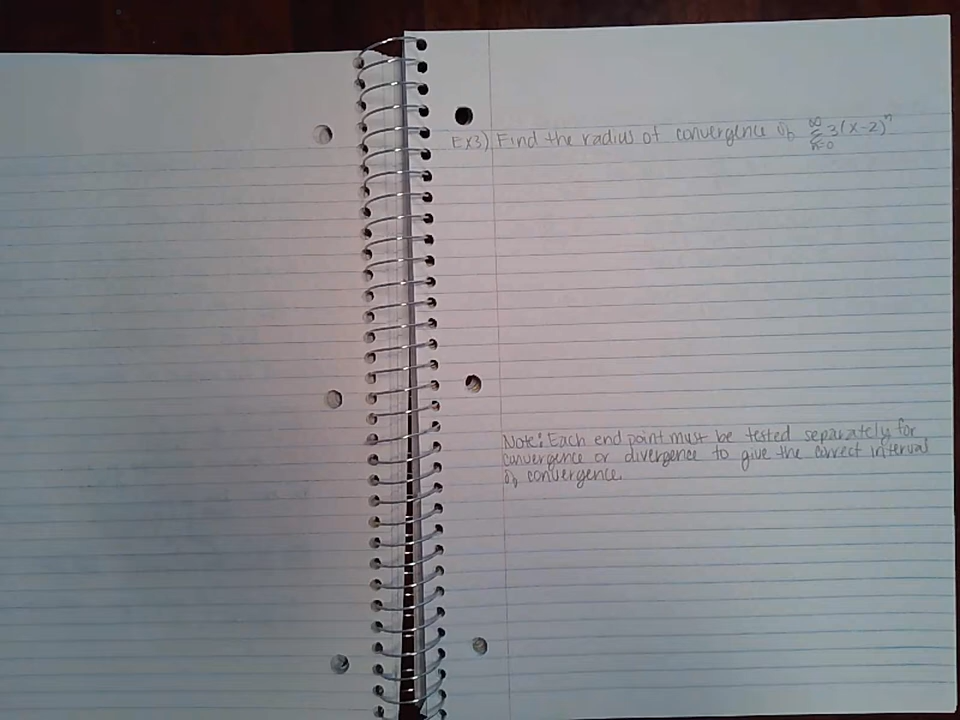 Ex3) Find the radius of convergence of ∞ Σ n=0 3(x-2)^n
Note: Each end point must be tested separately for
convergence or divergence to give the correct interval
of convergence.